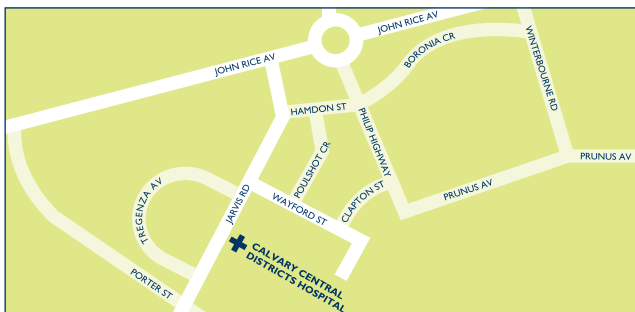 JOHN RICE AV
BORONIA CR
WINTERBOURNE RD
JOHN RICE AV
HAMDON ST
PHILIP HIGHWAY
POULSHOT CR
PRUNUS AV
CLAPTON ST
PRUNUS AV
TREGENZA AV
JARVIS RD
WAYFORD ST
CALVARY CENTRAL
DISTRICTS HOSPITAL
PORTER ST